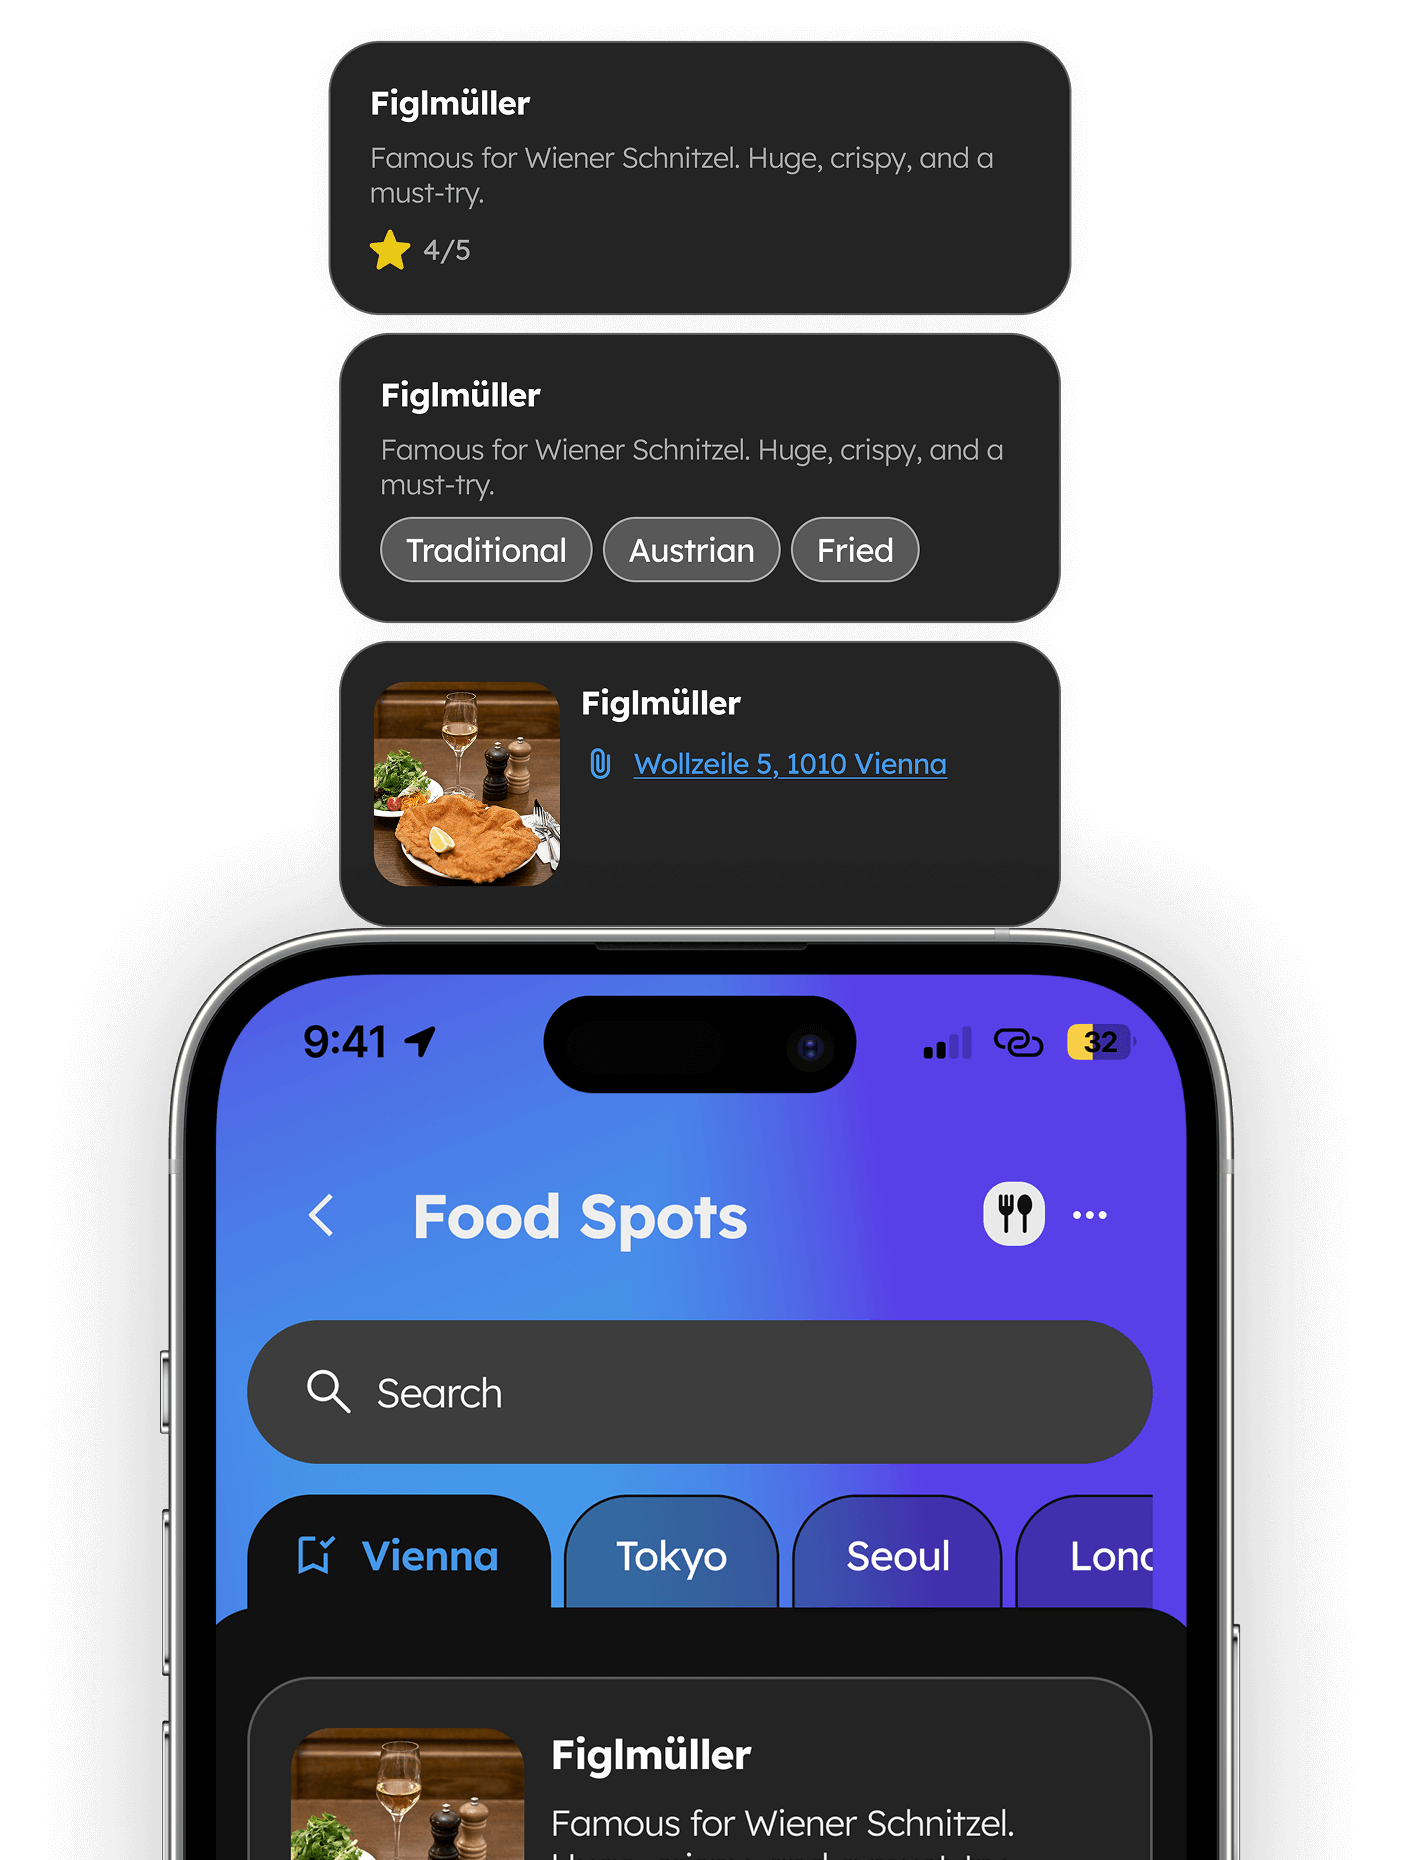 Figlmüller
Famous for Wiener Schnitzel. Huge, crispy, and a
must-try.
4/5
Figlmüller
Famous for Wiener Schnitzel. Huge, crispy, and a
must-try.
Traditional Austrian Fried
Figlmüller
Wollzeile 5, 1010 Vienna
9:41 32
Food Spots
Search
Vienna Tokyo Seoul
Figlmüller
Famous for Wiener Schnitzel.